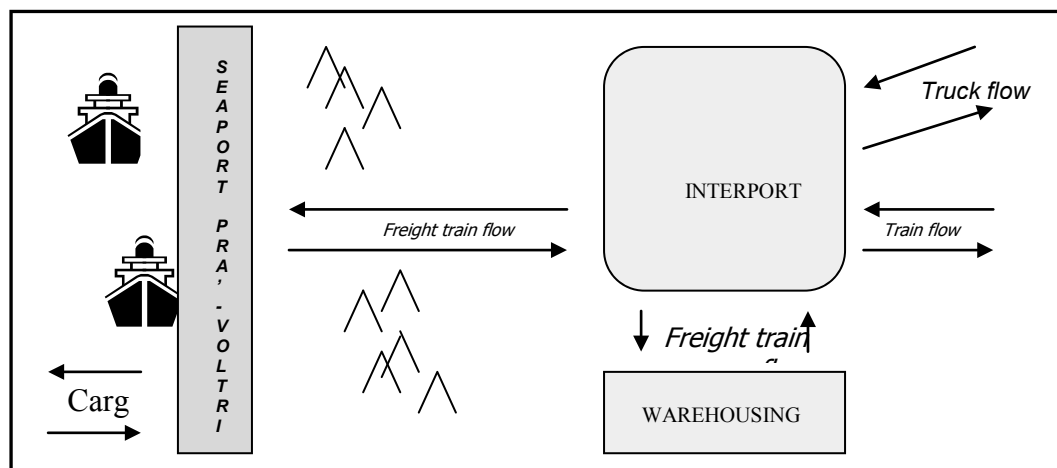 SEAPORT PRA’-VOLTRI
Truck flow
INTERPORT
Freight train flow
Train flow
Freight train
Carg
WAREHOUSING